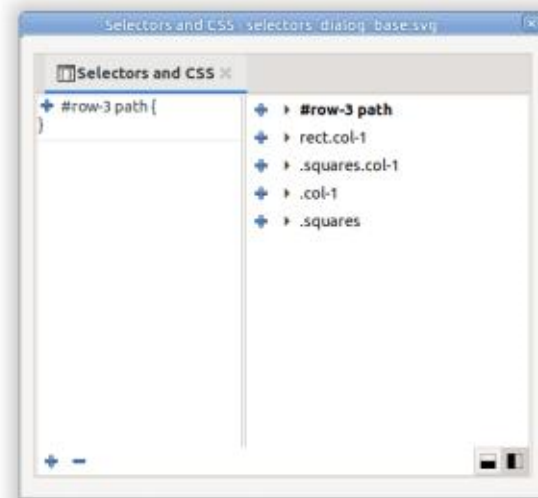 Selectors and CSS selectors_dialog_base.svg
Selectors and CSS
#row-3 path {
}
#row-3 path
rect.col-1
.squares.col-1
.col-1
.squares